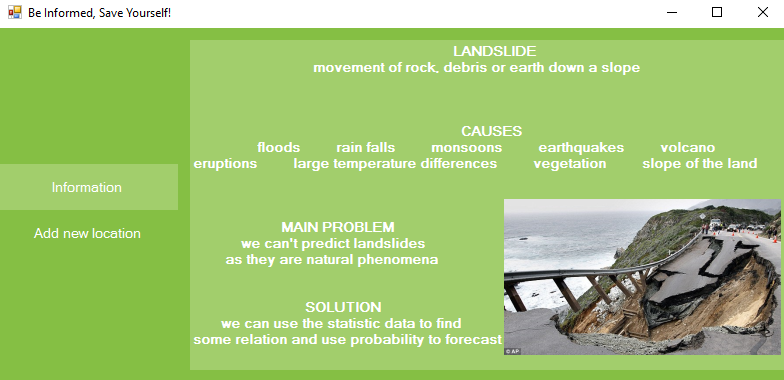 Be Informed, Save Yourself!
LANDSLIDE
movement of rock, debris or earth down a slope
CAUSES
floods rain falls monsoons earthquakes volcano
eruptions large temperature differences vegetation slope of the land
Information
Add new location
MAIN PROBLEM
we can't predict landslides
as they are natural phenomena
SOLUTION
we can use the statistic data to find
some relation and use probability to forecast
© AP